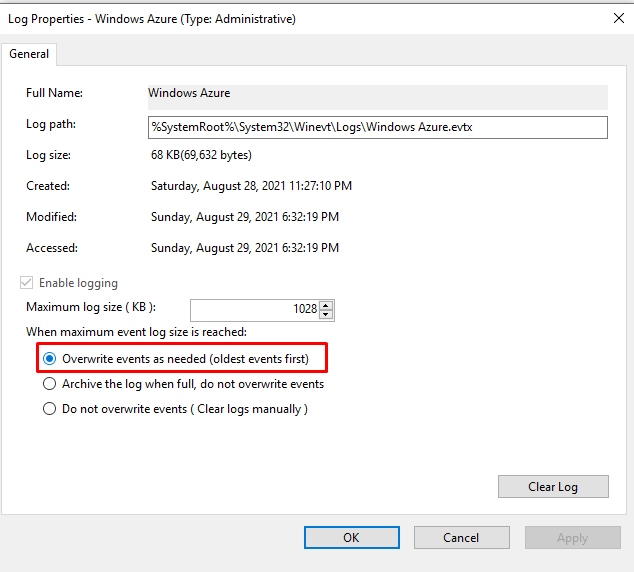 Log Properties - Windows Azure (Type: Administrative)
General
Full Name: Windows Azure
Log path: %SystemRoot%\System32\Winevt\Logs\Windows Azure.evtx
Log size: 68 KB(69,632 bytes)
Created: Saturday, August 28, 2021 11:27:10 PM
Modified: Sunday, August 29, 2021 6:32:19 PM
Accessed: Sunday, August 29, 2021 6:32:19 PM
Enable logging
Maximum log size ( KB ): 1028
When maximum event log size is reached:
Overwrite events as needed (oldest events first)
Archive the log when full, do not overwrite events
Do not overwrite events ( Clear logs manually )
Clear Log
OK Cancel Apply